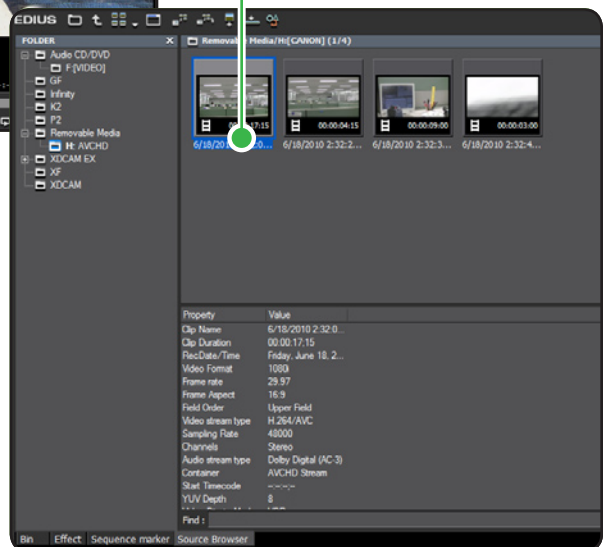 EDIUS
FOLDER X
Audio CD/DVD
F:[VIDEO]
GF
Infinity
K2
P2
Removable Media
H: AVCHD
XDCAM EX
XF
XDCAM
Removable Media/H:[CANON] (1/4)
17:15 00:00:04:15 00:00:09:00 00:00:03:00
6/18/20 0... 6/18/2010 2:32:2... 6/18/2010 2:32:3... 6/18/2010 2:32:4...
Property Value
Clip Name 6/18/2010 2:32:0...
Clip Duration 00:00:17;15
RecDate/Time Friday, June 18, 2...
Video Format 1080i
Frame rate 29.97
Frame Aspect 16:9
Field Order Upper Field
Video stream type H.264/AVC
Sampling Rate 48000
Channels Stereo
Audio stream type Dolby Digital (AC-3)
Container AVCHD Stream
Start Timecode --:--:--;--
YUV Depth 8
Find :
Bin Effect Sequence marker Source Browser